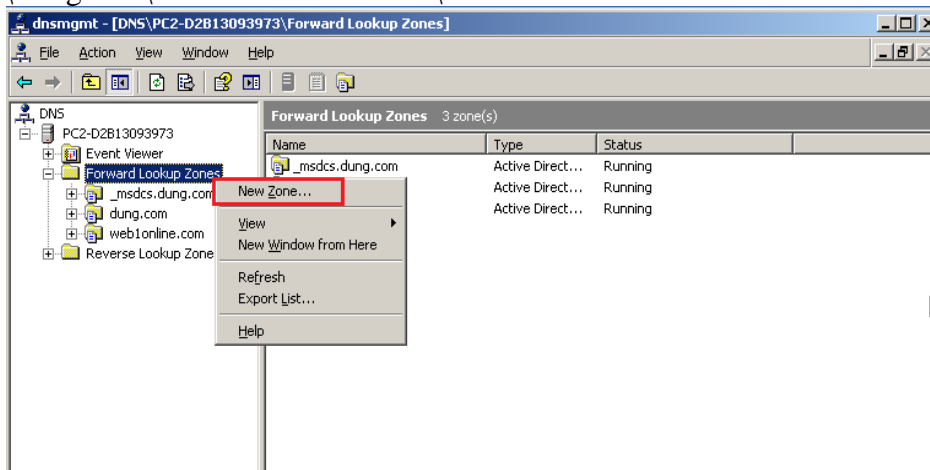 dnsmgmt - [DNS\PC2-D2B13093973\Forward Lookup Zones]
File Action View Window Help
DNS
PC2-D2B13093973
Event Viewer
Forward Lookup Zones
_msdcs.dung.com
dung.com
web1online.com
Reverse Lookup Zone
Forward Lookup Zones 3 zone(s)
Name Type Status
_msdcs.dung.com Active Direct... Running
Active Direct... Running
Active Direct... Running
New Zone...
View
New Window from Here
Refresh
Export List...
Help